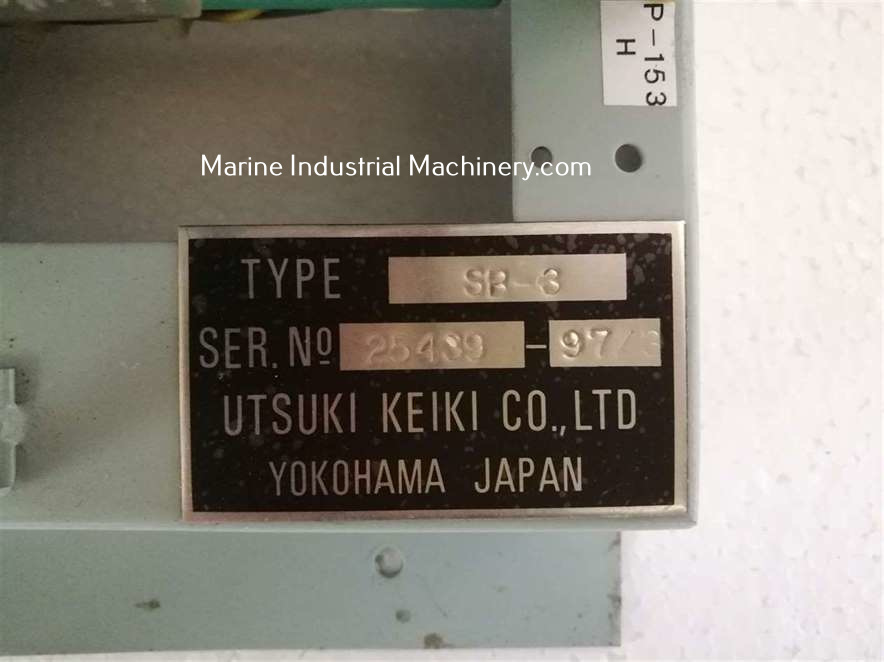 P-153
H
Marine Industrial Machinery.com
TYPE SB-3
SER. Nº 25439 -97/3
UTSUKI KEIKI CO.,LTD
YOKOHAMA JAPAN